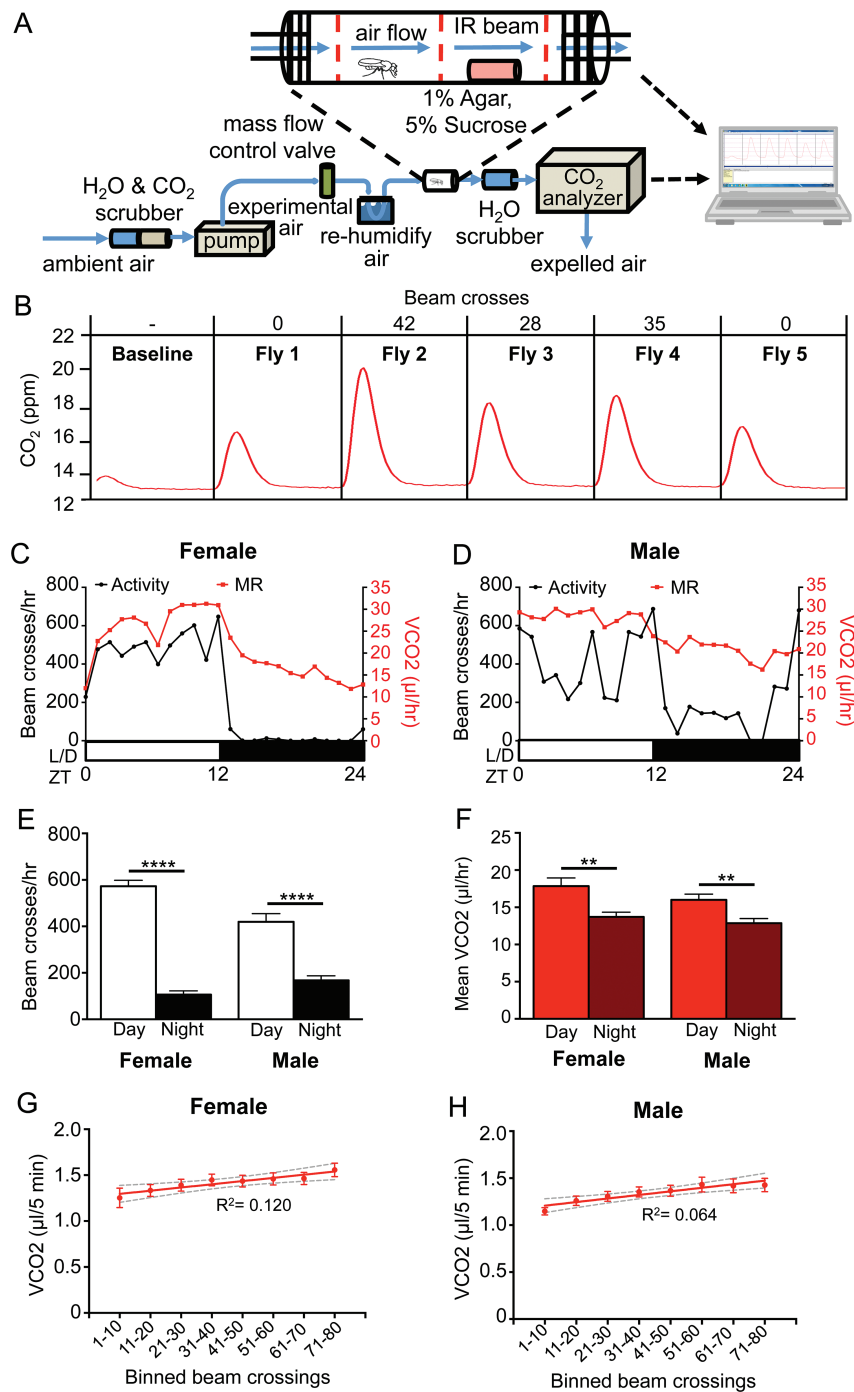 A
air flow
IR beam
1% Agar,
5% Sucrose
mass flow
control valve
H2O & CO2
scrubber
experimental
air
re-humidify
air
H2O
scrubber
CO2
analyzer
pump
ambient air
expelled air
B
Beam crosses
- 0 42 28 35 0
Baseline Fly 1 Fly 2 Fly 3 Fly 4 Fly 5
CO2 (ppm)
22
20
18
16
14
12
C
Female
Activity MR
Beam crosses/hr
800
600
400
200
0
VCO2
(µl/hr)
35
30
25
20
15
10
5
0
L/D
ZT
0 12 24
D
Male
Activity MR
Beam crosses/hr
800
600
400
200
0
VCO2
(µl/hr)
35
30
25
20
15
10
5
0
L/D
ZT
0 12 24
E
Beam crosses/hr
800
600
400
200
0
**** ****
Day Night Day Night
Female Male
F
Mean VCO2 (µl/hr)
25
20
15
10
5
0
** **
Day Night Day Night
Female Male
G
Female
VCO2 (µl/5 min)
2.0
1.5
1.0
0.5
0
R2= 0.120
1-10 11-20 21-30 31-40 41-50 51-60 61-70 71-80
Binned beam crossings
H
Male
VCO2 (µl/5 min)
2.0
1.5
1.0
0.5
0
R2= 0.064
1-10 11-20 21-30 31-40 41-50 51-60 61-70 71-80
Binned beam crossings